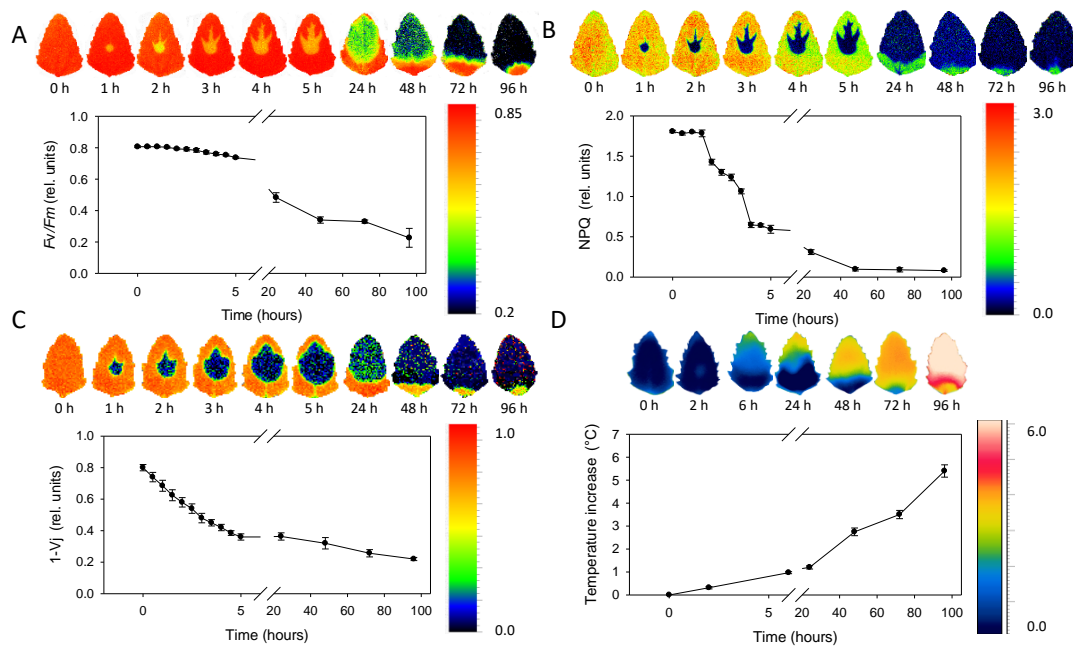 A
0 h 1 h 2 h 3 h 4 h 5 h 24 h 48 h 72 h 96 h
0.85
0.2
Fv/Fm (rel. units)
1.0
0.8
0.6
0.4
0.2
0.0
0 5 20 40 60 80 100
Time (hours)
B
0 h 1 h 2 h 3 h 4 h 5 h 24 h 48 h 72 h 96 h
3.0
0.0
NPQ (rel. units)
2.0
1.5
1.0
0.5
0.0
0 5 20 40 60 80 100
Time (hours)
C
0 h 1 h 2 h 3 h 4 h 5 h 24 h 48 h 72 h 96 h
1.0
0.0
1-Vj (rel. units)
1.0
0.8
0.6
0.4
0.2
0.0
0 5 20 40 60 80 100
Time (hours)
D
0 h 2 h 6 h 24 h 48 h 72 h 96 h
6.0
0.0
Temperature increase (°C)
7
6
5
4
3
2
1
0
0 5 20 40 60 80 100
Time (hours)